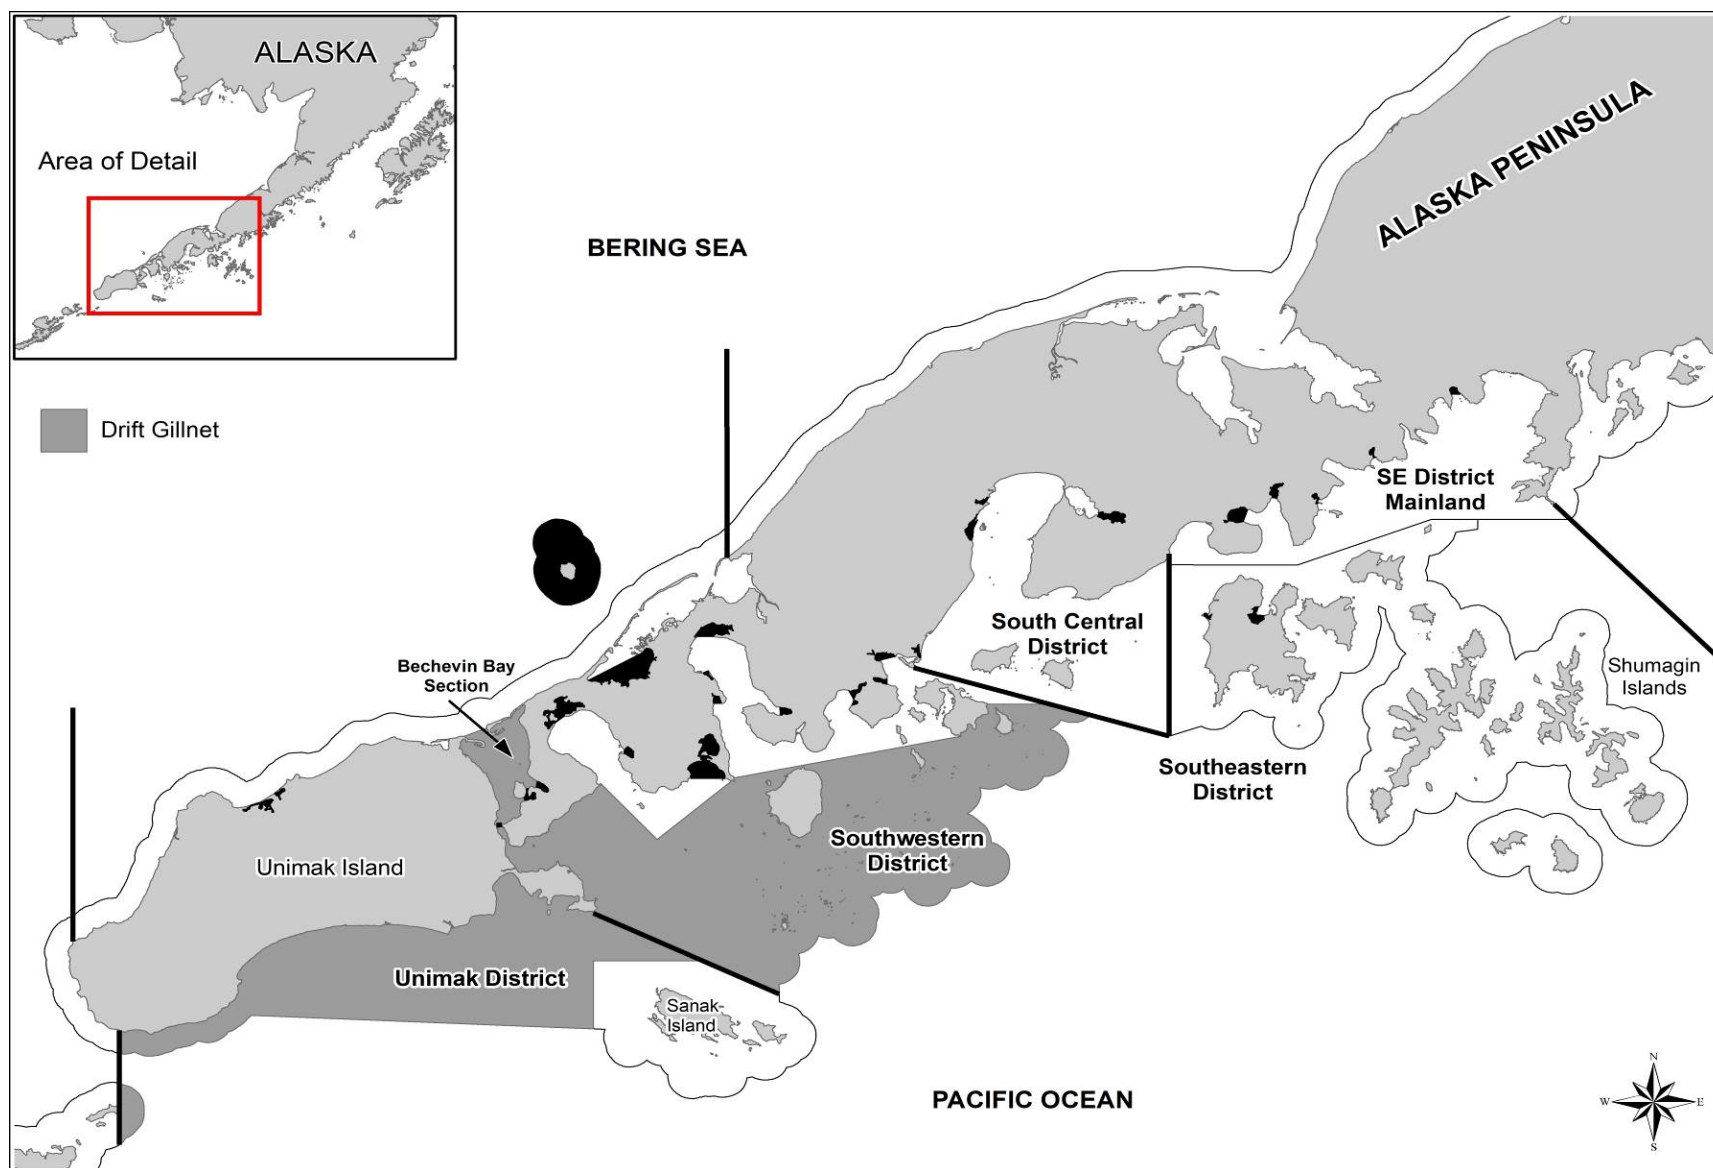 ALASKA
Area of Detail
ALASKA PENINSULA
BERING SEA
Drift Gillnet
SE District
Mainland
South Central
District
Bechevin Bay
Section
Shumagin
Islands
Southeastern
District
Southwestern
District
Unimak Island
Unimak District
Sanak
Island
PACIFIC OCEAN
N
W
E
S